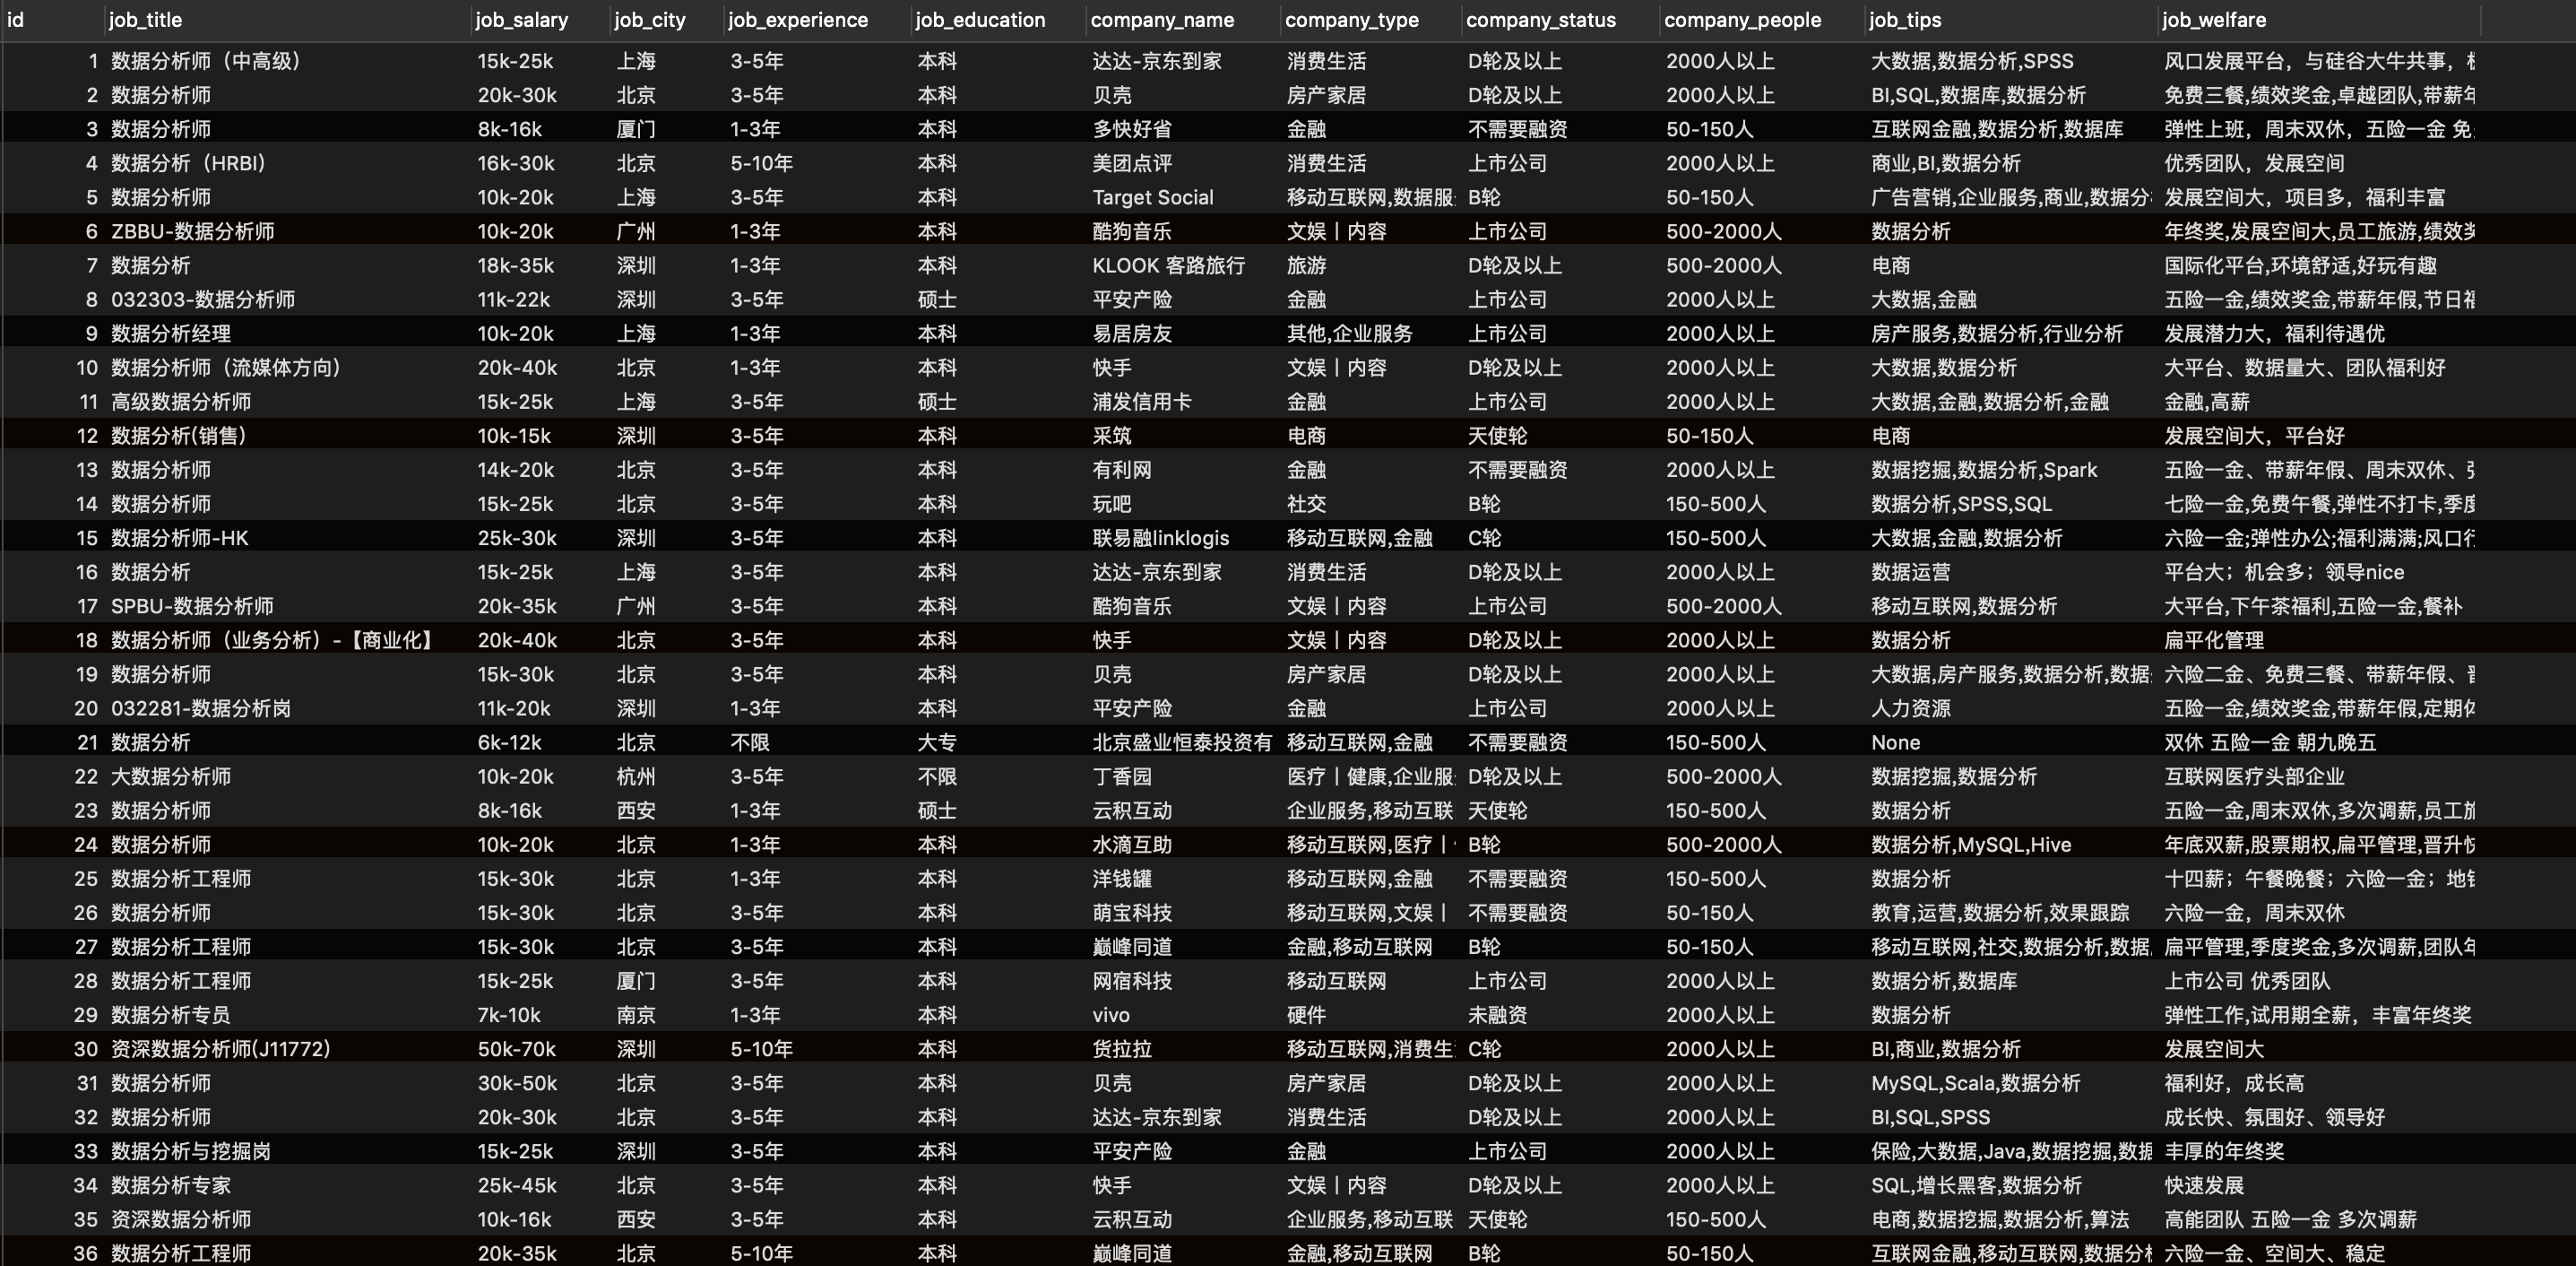 id job_title job_salary job_city job_experience job_education company_name company_type company_status company_people job_tips job_welfare
1 数据分析师（中高级） 15k-25k 上海 3-5年 本科 达达-京东到家 消费生活 D轮及以上 2000人以上 大数据,数据分析,SPSS 风口发展平台，与硅谷大牛共事，
2 数据分析师 20k-30k 北京 3-5年 本科 贝壳 房产家居 D轮及以上 2000人以上 BI,SQL,数据库,数据分析 免费三餐,绩效奖金,卓越团队,带薪年
3 数据分析师 8k-16k 厦门 1-3年 本科 多快好省 金融 不需要融资 50-150人 互联网金融,数据分析,数据库 弹性上班，周末双休，五险一金 免
4 数据分析（HRBI） 16k-30k 北京 5-10年 本科 美团点评 消费生活 上市公司 2000人以上 商业,BI,数据分析 优秀团队，发展空间
5 数据分析师 10k-20k 上海 3-5年 本科 Target Social 移动互联网,数据服 B轮 50-150人 广告营销,企业服务,商业,数据分 发展空间大，项目多，福利丰富
6 ZBBU-数据分析师 10k-20k 广州 1-3年 本科 酷狗音乐 文娱丨内容 上市公司 500-2000人 数据分析 年终奖,发展空间大,员工旅游,绩效奖
7 数据分析 18k-35k 深圳 1-3年 本科 KLOOK 客路旅行 旅游 D轮及以上 500-2000人 电商 国际化平台,环境舒适,好玩有趣
8 032303-数据分析师 11k-22k 深圳 3-5年 硕士 平安产险 金融 上市公司 2000人以上 大数据,金融 五险一金,绩效奖金,带薪年假,节日福
9 数据分析经理 10k-20k 上海 1-3年 本科 易居房友 其他,企业服务 上市公司 2000人以上 房产服务,数据分析,行业分析 发展潜力大，福利待遇优
10 数据分析师（流媒体方向） 20k-40k 北京 1-3年 本科 快手 文娱丨内容 D轮及以上 2000人以上 大数据,数据分析 大平台、数据量大、团队福利好
11 高级数据分析师 15k-25k 上海 3-5年 硕士 浦发信用卡 金融 上市公司 2000人以上 大数据,金融,数据分析,金融 金融,高薪
12 数据分析(销售) 10k-15k 深圳 3-5年 本科 采筑 电商 天使轮 50-150人 电商 发展空间大，平台好
13 数据分析师 14k-20k 北京 3-5年 本科 有利网 金融 不需要融资 2000人以上 数据挖掘,数据分析,Spark 五险一金、带薪年假、周末双休、
14 数据分析师 15k-25k 北京 3-5年 本科 玩吧 社交 B轮 150-500人 数据分析,SPSS,SQL 七险一金,免费午餐,弹性不打卡,季度
15 数据分析师-HK 25k-30k 深圳 3-5年 本科 联易融linklogis 移动互联网,金融 C轮 150-500人 大数据,金融,数据分析 六险一金;弹性办公;福利满满;风口行
16 数据分析 15k-25k 上海 3-5年 本科 达达-京东到家 消费生活 D轮及以上 2000人以上 数据运营 平台大；机会多；领导nice
17 SPBU-数据分析师 20k-35k 广州 3-5年 本科 酷狗音乐 文娱丨内容 上市公司 500-2000人 移动互联网,数据分析 大平台,下午茶福利,五险一金,餐补
18 数据分析师（业务分析）-【商业化】 20k-40k 北京 3-5年 本科 快手 文娱丨内容 D轮及以上 2000人以上 数据分析 扁平化管理
19 数据分析师 15k-30k 北京 3-5年 本科 贝壳 房产家居 D轮及以上 2000人以上 大数据,房产服务,数据分析,数据 六险二金、免费三餐、带薪年假、
20 032281-数据分析岗 11k-20k 深圳 1-3年 本科 平安产险 金融 上市公司 2000人以上 人力资源 五险一金,绩效奖金,带薪年假,定期体
21 数据分析 6k-12k 北京 不限 大专 北京盛业恒泰投资有 移动互联网,金融 不需要融资 150-500人 None 双休 五险一金 朝九晚五
22 大数据分析师 10k-20k 杭州 3-5年 不限 丁香园 医疗丨健康,企业服 D轮及以上 500-2000人 数据挖掘,数据分析 互联网医疗头部企业
23 数据分析师 8k-16k 西安 1-3年 硕士 云积互动 企业服务,移动互联 天使轮 150-500人 数据分析 五险一金,周末双休,多次调薪,员工旅
24 数据分析师 10k-20k 北京 1-3年 本科 水滴互助 移动互联网,医疗丨 B轮 500-2000人 数据分析,MySQL,Hive 年底双薪,股票期权,扁平管理,晋升快
25 数据分析工程师 15k-30k 北京 1-3年 本科 洋钱罐 移动互联网,金融 不需要融资 150-500人 数据分析 十四薪；午餐晚餐；六险一金；地铁
26 数据分析师 15k-30k 北京 3-5年 本科 萌宝科技 移动互联网,文娱丨 不需要融资 50-150人 教育,运营,数据分析,效果跟踪 六险一金，周末双休
27 数据分析工程师 15k-30k 北京 3-5年 本科 巅峰同道 金融,移动互联网 B轮 50-150人 移动互联网,社交,数据分析,数据 扁平管理,季度奖金,多次调薪,团队年
28 数据分析工程师 15k-25k 厦门 3-5年 本科 网宿科技 移动互联网 上市公司 2000人以上 数据分析,数据库 上市公司 优秀团队
29 数据分析专员 7k-10k 南京 1-3年 本科 vivo 硬件 未融资 2000人以上 数据分析 弹性工作,试用期全薪，丰富年终奖
30 资深数据分析师(J11772) 50k-70k 深圳 5-10年 本科 货拉拉 移动互联网,消费生 C轮 2000人以上 BI,商业,数据分析 发展空间大
31 数据分析师 30k-50k 北京 3-5年 本科 贝壳 房产家居 D轮及以上 2000人以上 MySQL,Scala,数据分析 福利好，成长高
32 数据分析师 20k-30k 北京 3-5年 本科 达达-京东到家 消费生活 D轮及以上 2000人以上 BI,SQL,SPSS 成长快、氛围好、领导好
33 数据分析与挖掘岗 15k-25k 深圳 3-5年 本科 平安产险 金融 上市公司 2000人以上 保险,大数据,Java,数据挖掘,数据 丰厚的年终奖
34 数据分析专家 25k-45k 北京 3-5年 本科 快手 文娱丨内容 D轮及以上 2000人以上 SQL,增长黑客,数据分析 快速发展
35 资深数据分析师 10k-16k 西安 3-5年 本科 云积互动 企业服务,移动互联 天使轮 150-500人 电商,数据挖掘,数据分析,算法 高能团队 五险一金 多次调薪
36 数据分析工程师 20k-35k 北京 5-10年 本科 巅峰同道 金融,移动互联网 B轮 50-150人 互联网金融,移动互联网,数据分析 六险一金、空间大、稳定